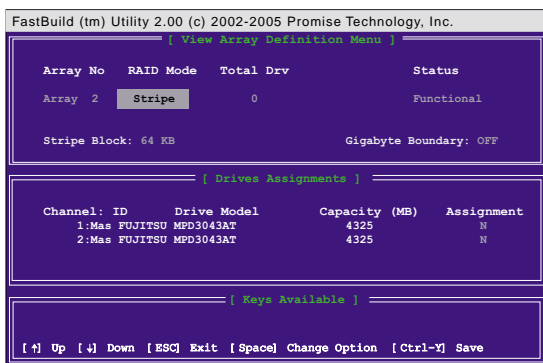 FastBuild (tm) Utility 2.00 (c) 2002-2005 Promise Technology, Inc.
[ View Array Definition Menu ]
Array No RAID Mode Total Drv Status
Array 2 Stripe 0 Functional
Stripe Block: 64 KB Gigabyte Boundary: OFF
[ Drives Assignments ]
Channel: ID Drive Model Capacity (MB) Assignment
1:Mas FUJITSU MPD3043AT 4325 N
2:Mas FUJITSU MPD3043AT 4325 N
[ Keys Available ]
[↑] Up [↓] Down [ESC] Exit [Space] Change Option [Ctrl-Y] Save